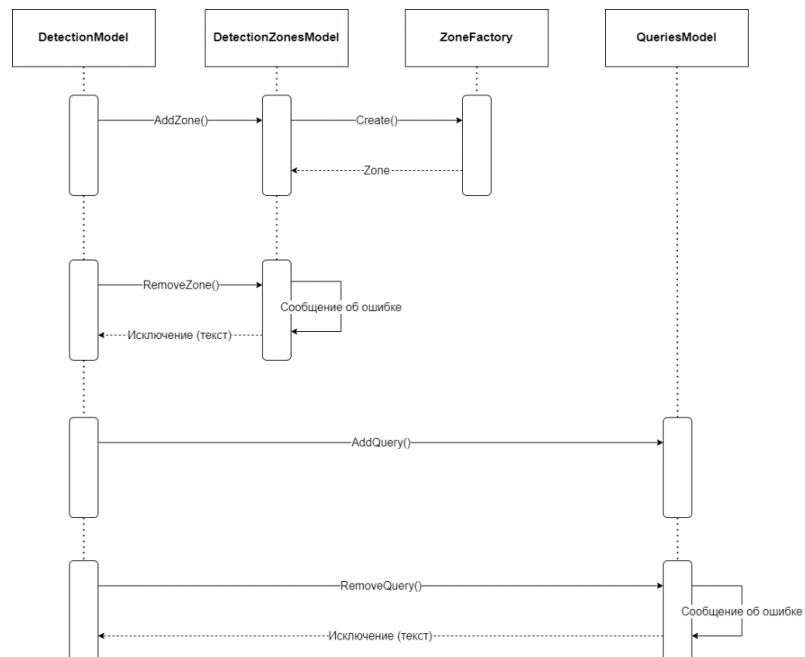 DetectionModel
DetectionZonesModel
ZoneFactory
QueriesModel
AddZone()
Create()
Zone
RemoveZone()
Сообщение об ошибке
Исключение (текст)
AddQuery()
RemoveQuery()
Сообщение об ошибке
Исключение (текст)